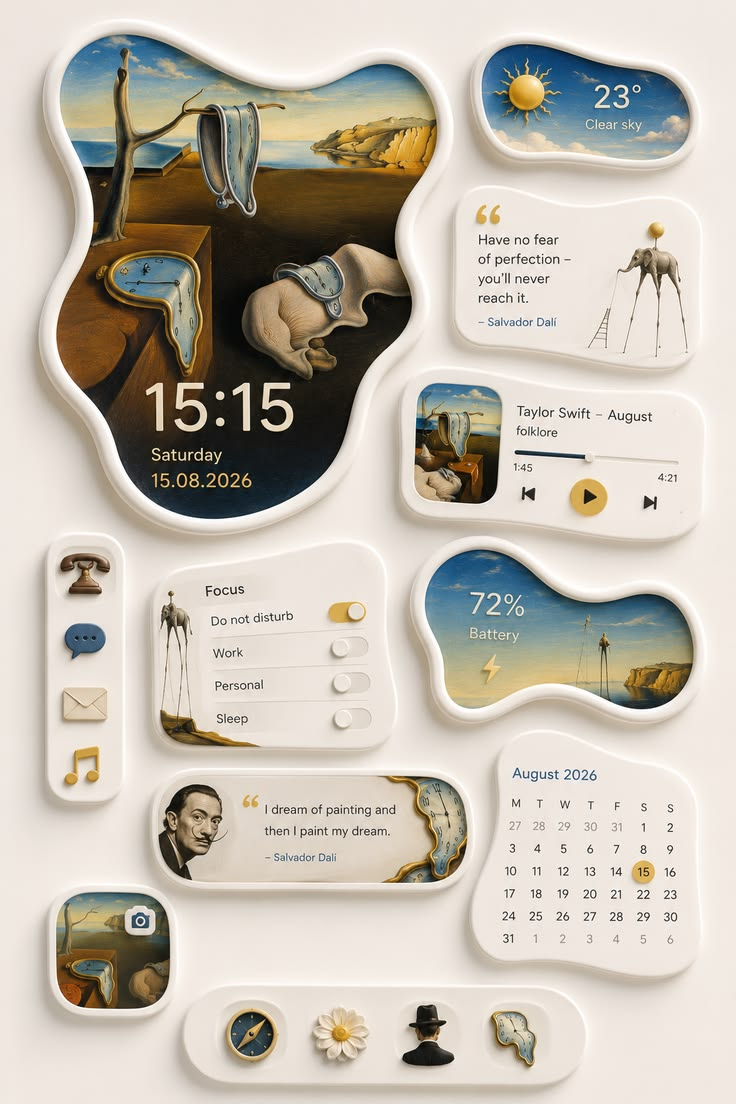 15:15
Saturday
15.08.2026
23°
Clear sky
“
Have no fear
of perfection –
you'll never
reach it.
– Salvador Dalí
Taylor Swift – August
folklore
1:45
4:21
Focus
Do not disturb
Work
Personal
Sleep
72%
Battery
“ I dream of painting and
then I paint my dream.
– Salvador Dalí
August 2026
M T W T F S S
27 28 29 30 31 1 2
3 4 5 6 7 8 9
10 11 12 13 14 15 16
17 18 19 20 21 22 23
24 25 26 27 28 29 30
31 1 2 3 4 5 6